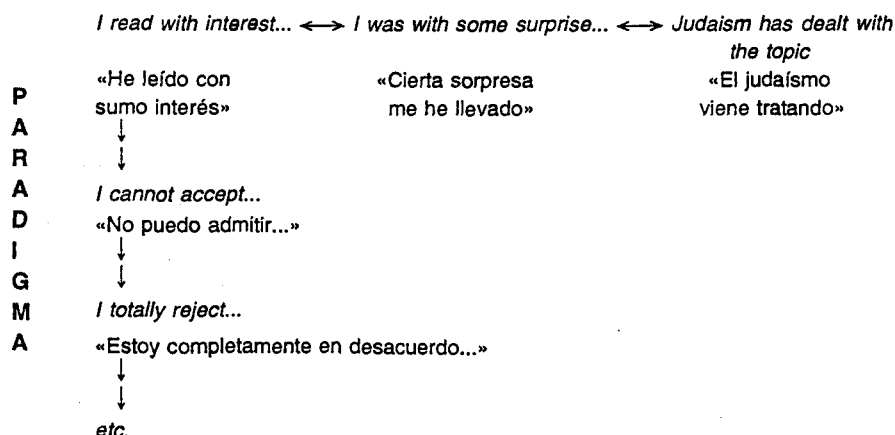 I read with interest... ⟷ I was with some surprise... ⟷ Judaism has dealt with
the topic
«He leído con
sumo interés»
«Cierta sorpresa
me he llevado»
«El judaísmo
viene tratando»
PARADIGMA
I cannot accept...
«No puedo admitir...»
I totally reject...
«Estoy completamente en desacuerdo...»
etc.